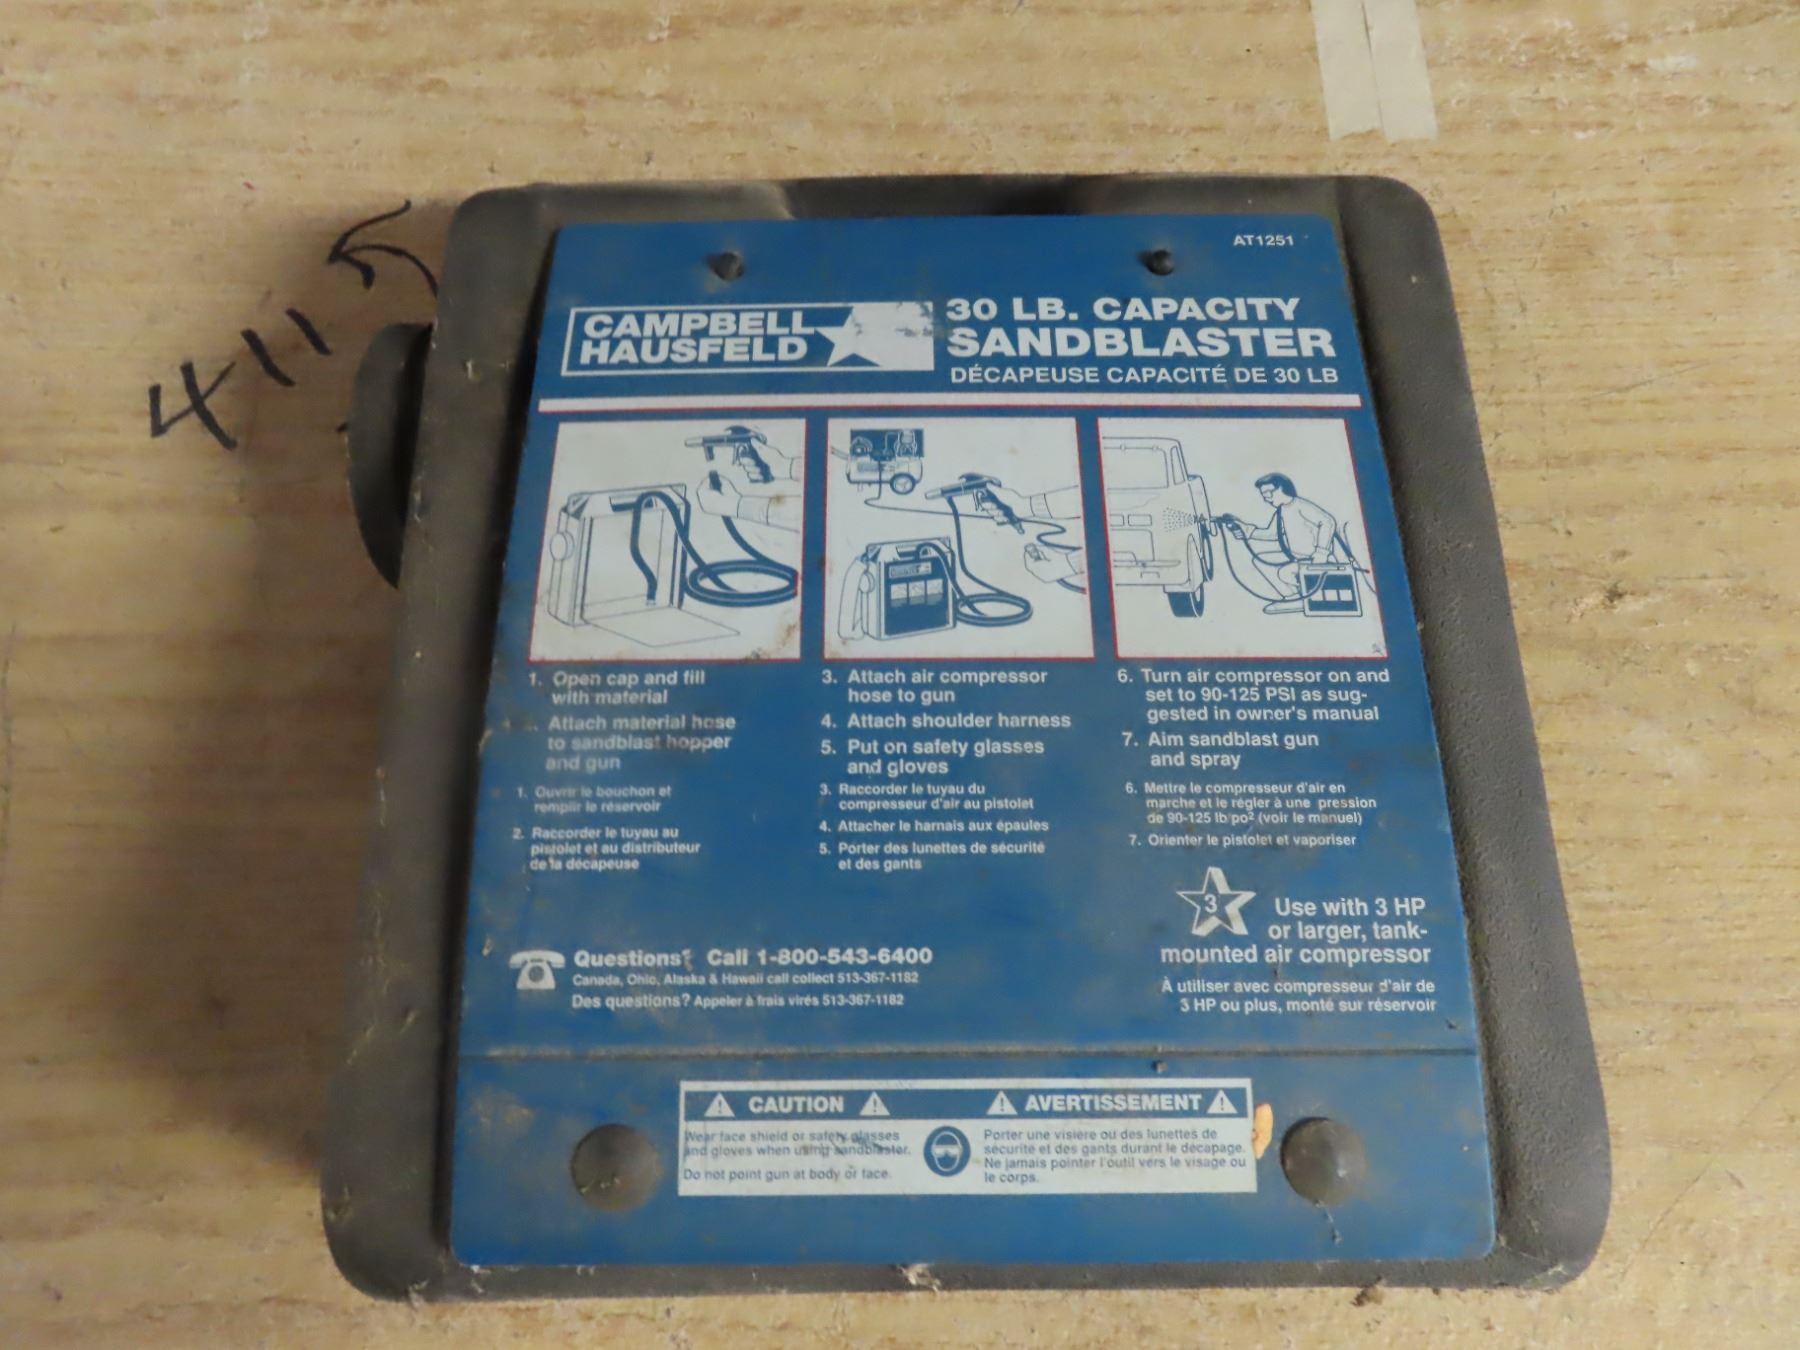 411
AT1251
CAMPBELL
HAUSFELD
30 LB. CAPACITY
SANDBLASTER
DÉCAPEUSE CAPACITÉ DE 30 LB
1. Open cap and fill
with material
Attach material hose
to sandblast hopper
and gun
1. Ouvrir le bouchon et
remplir le réservoir
2. Raccorder le tuyau au
pistolet et au distributeur
de la décapeuse
3. Attach air compressor
hose to gun
4. Attach shoulder harness
5. Put on safety glasses
and gloves
3. Raccorder le tuyau du
compresseur d'air au pistolet
4. Attacher le harnais aux épaules
5. Porter des lunettes de sécurité
et des gants
6. Turn air compressor on and
set to 90-125 PSI as sug-
gested in owner's manual
7. Aim sandblast gun
and spray
6. Mettre le compresseur d'air en
marche et le régler à une pression
de 90-125 lb/po² (voir le manuel)
7. Orienter le pistolet et vaporiser
3
Use with 3 HP
or larger, tank-
mounted air compressor
À utiliser avec compresseur d'air de
3 HP ou plus, monté sur réservoir
Questions? Call 1-800-543-6400
Canada, Ohio, Alaska & Hawaii call collect 513-367-1182
Des questions? Appeler à frais virés 513-367-1182
CAUTION
Wear face shield or safety glasses
and gloves when using sandblaster.
Do not point gun at body or face.
AVERTISSEMENT
Porter une visière ou des lunettes de
sécurité et des gants durant le décapage.
Ne jamais pointer l'outil vers le visage ou
le corps.